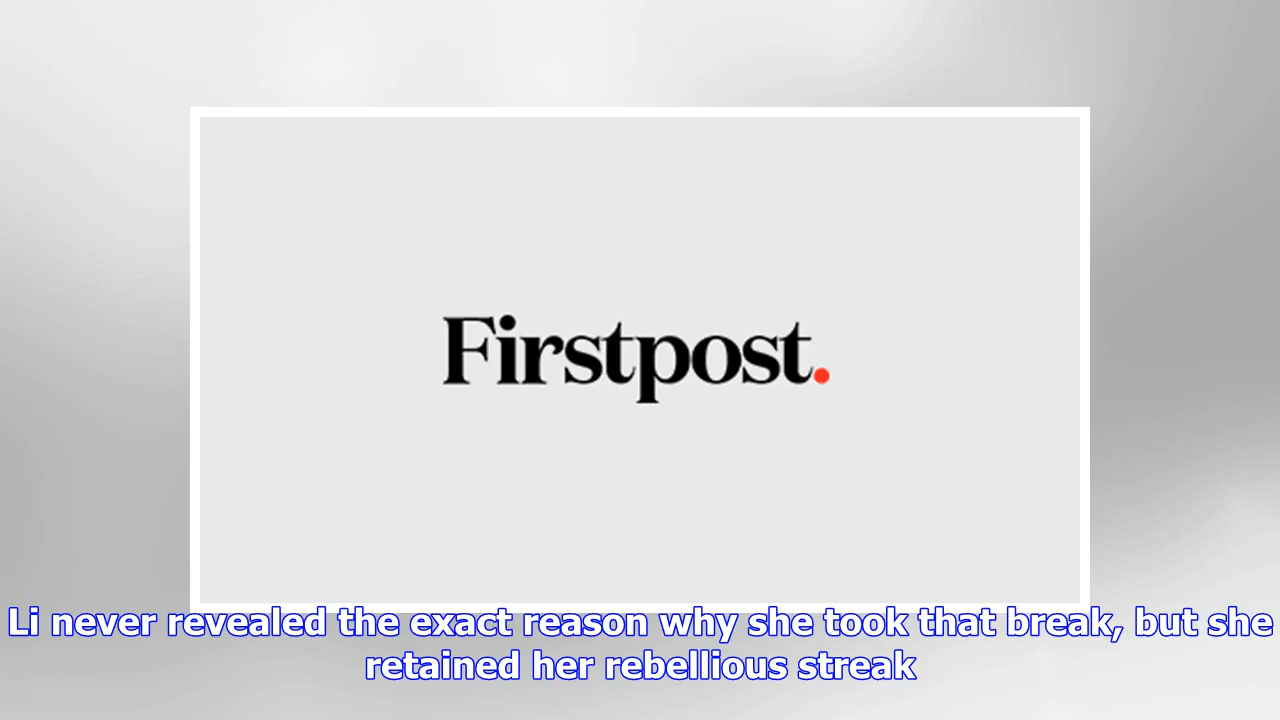 Firstpost.
Li never revealed the exact reason why she took that break, but she
retained her rebellious streak